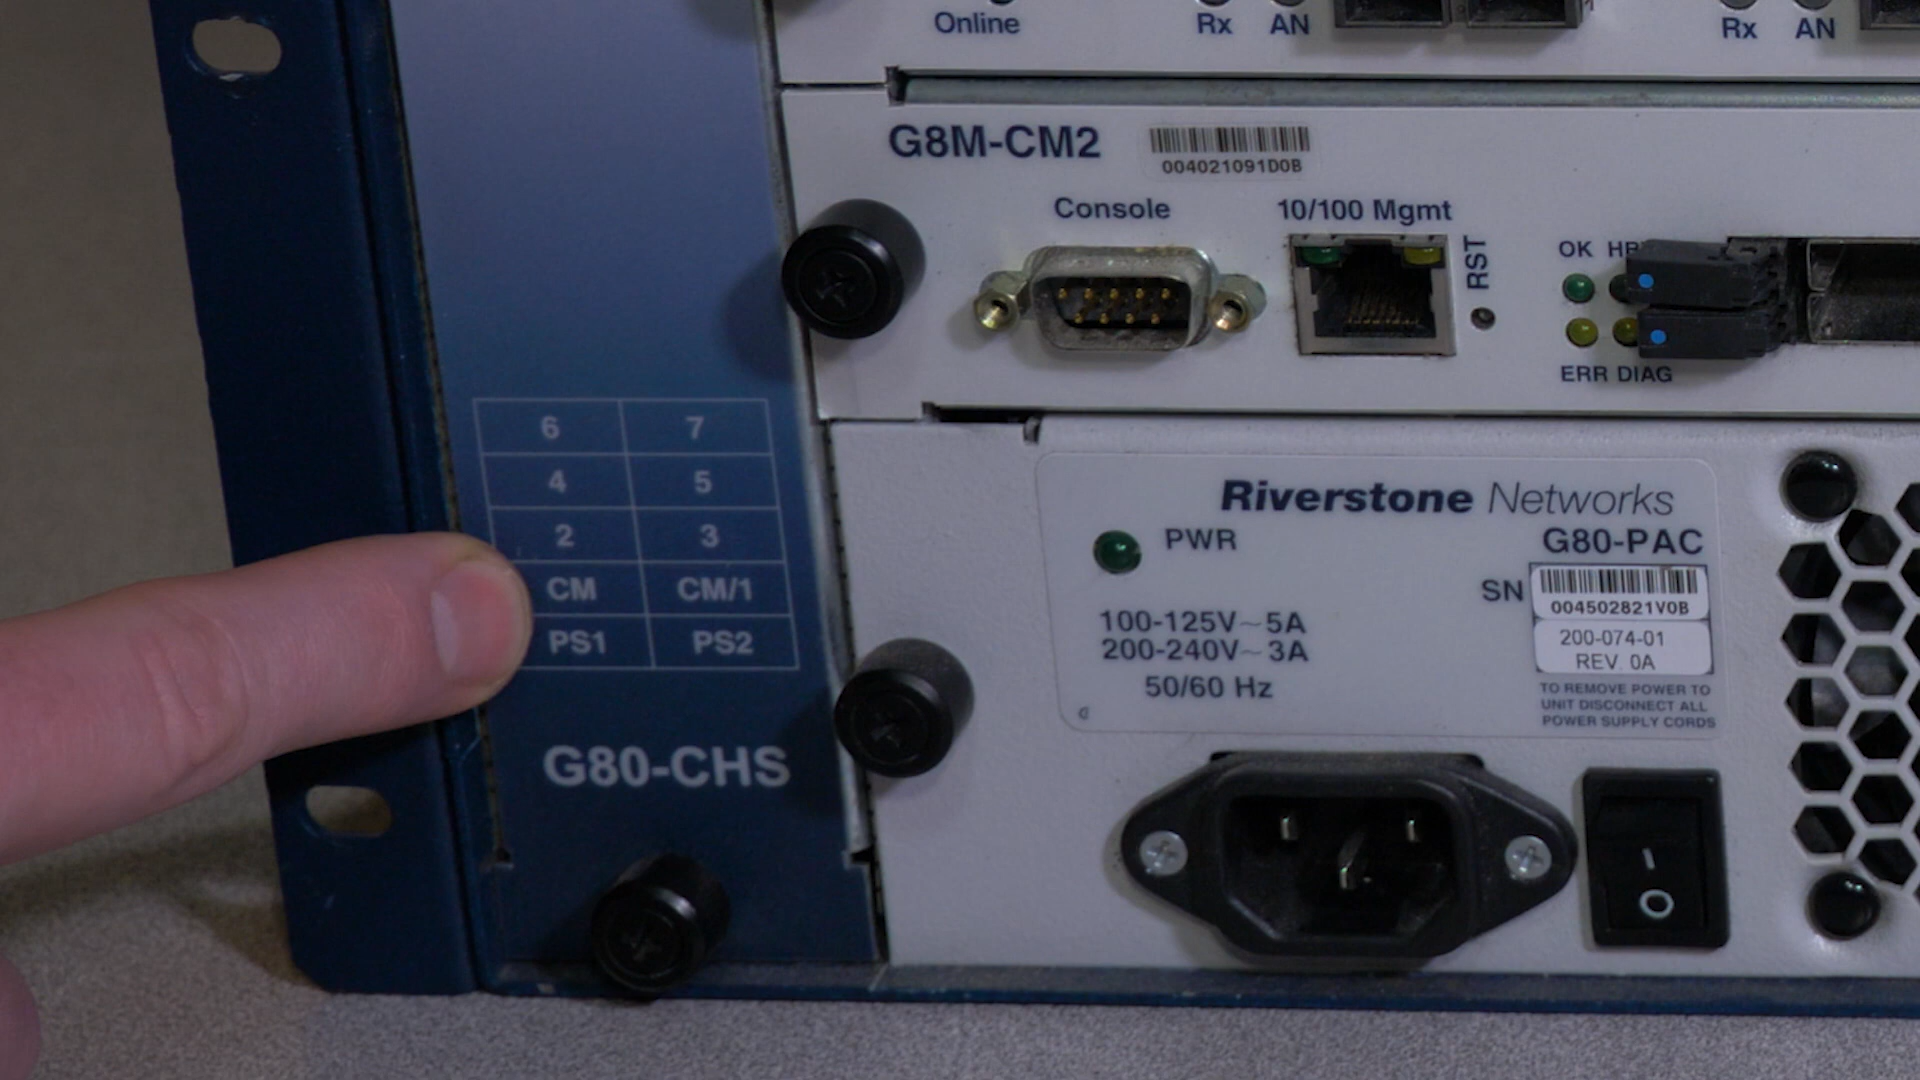 Online Rx AN Rx AN
G8M-CM2
004021091D0B
Console
10/100 Mgmt
RST
OK
ERR DIAG
6 7
4 5
2 3
CM CM/1
PS1 PS2
G80-CHS
Riverstone Networks
PWR
G80-PAC
SN
004502821V0B
100-125V~5A
200-240V~3A
50/60 Hz
200-074-01
REV. 0A
TO REMOVE POWER TO
UNIT DISCONNECT ALL
POWER SUPPLY CORDS